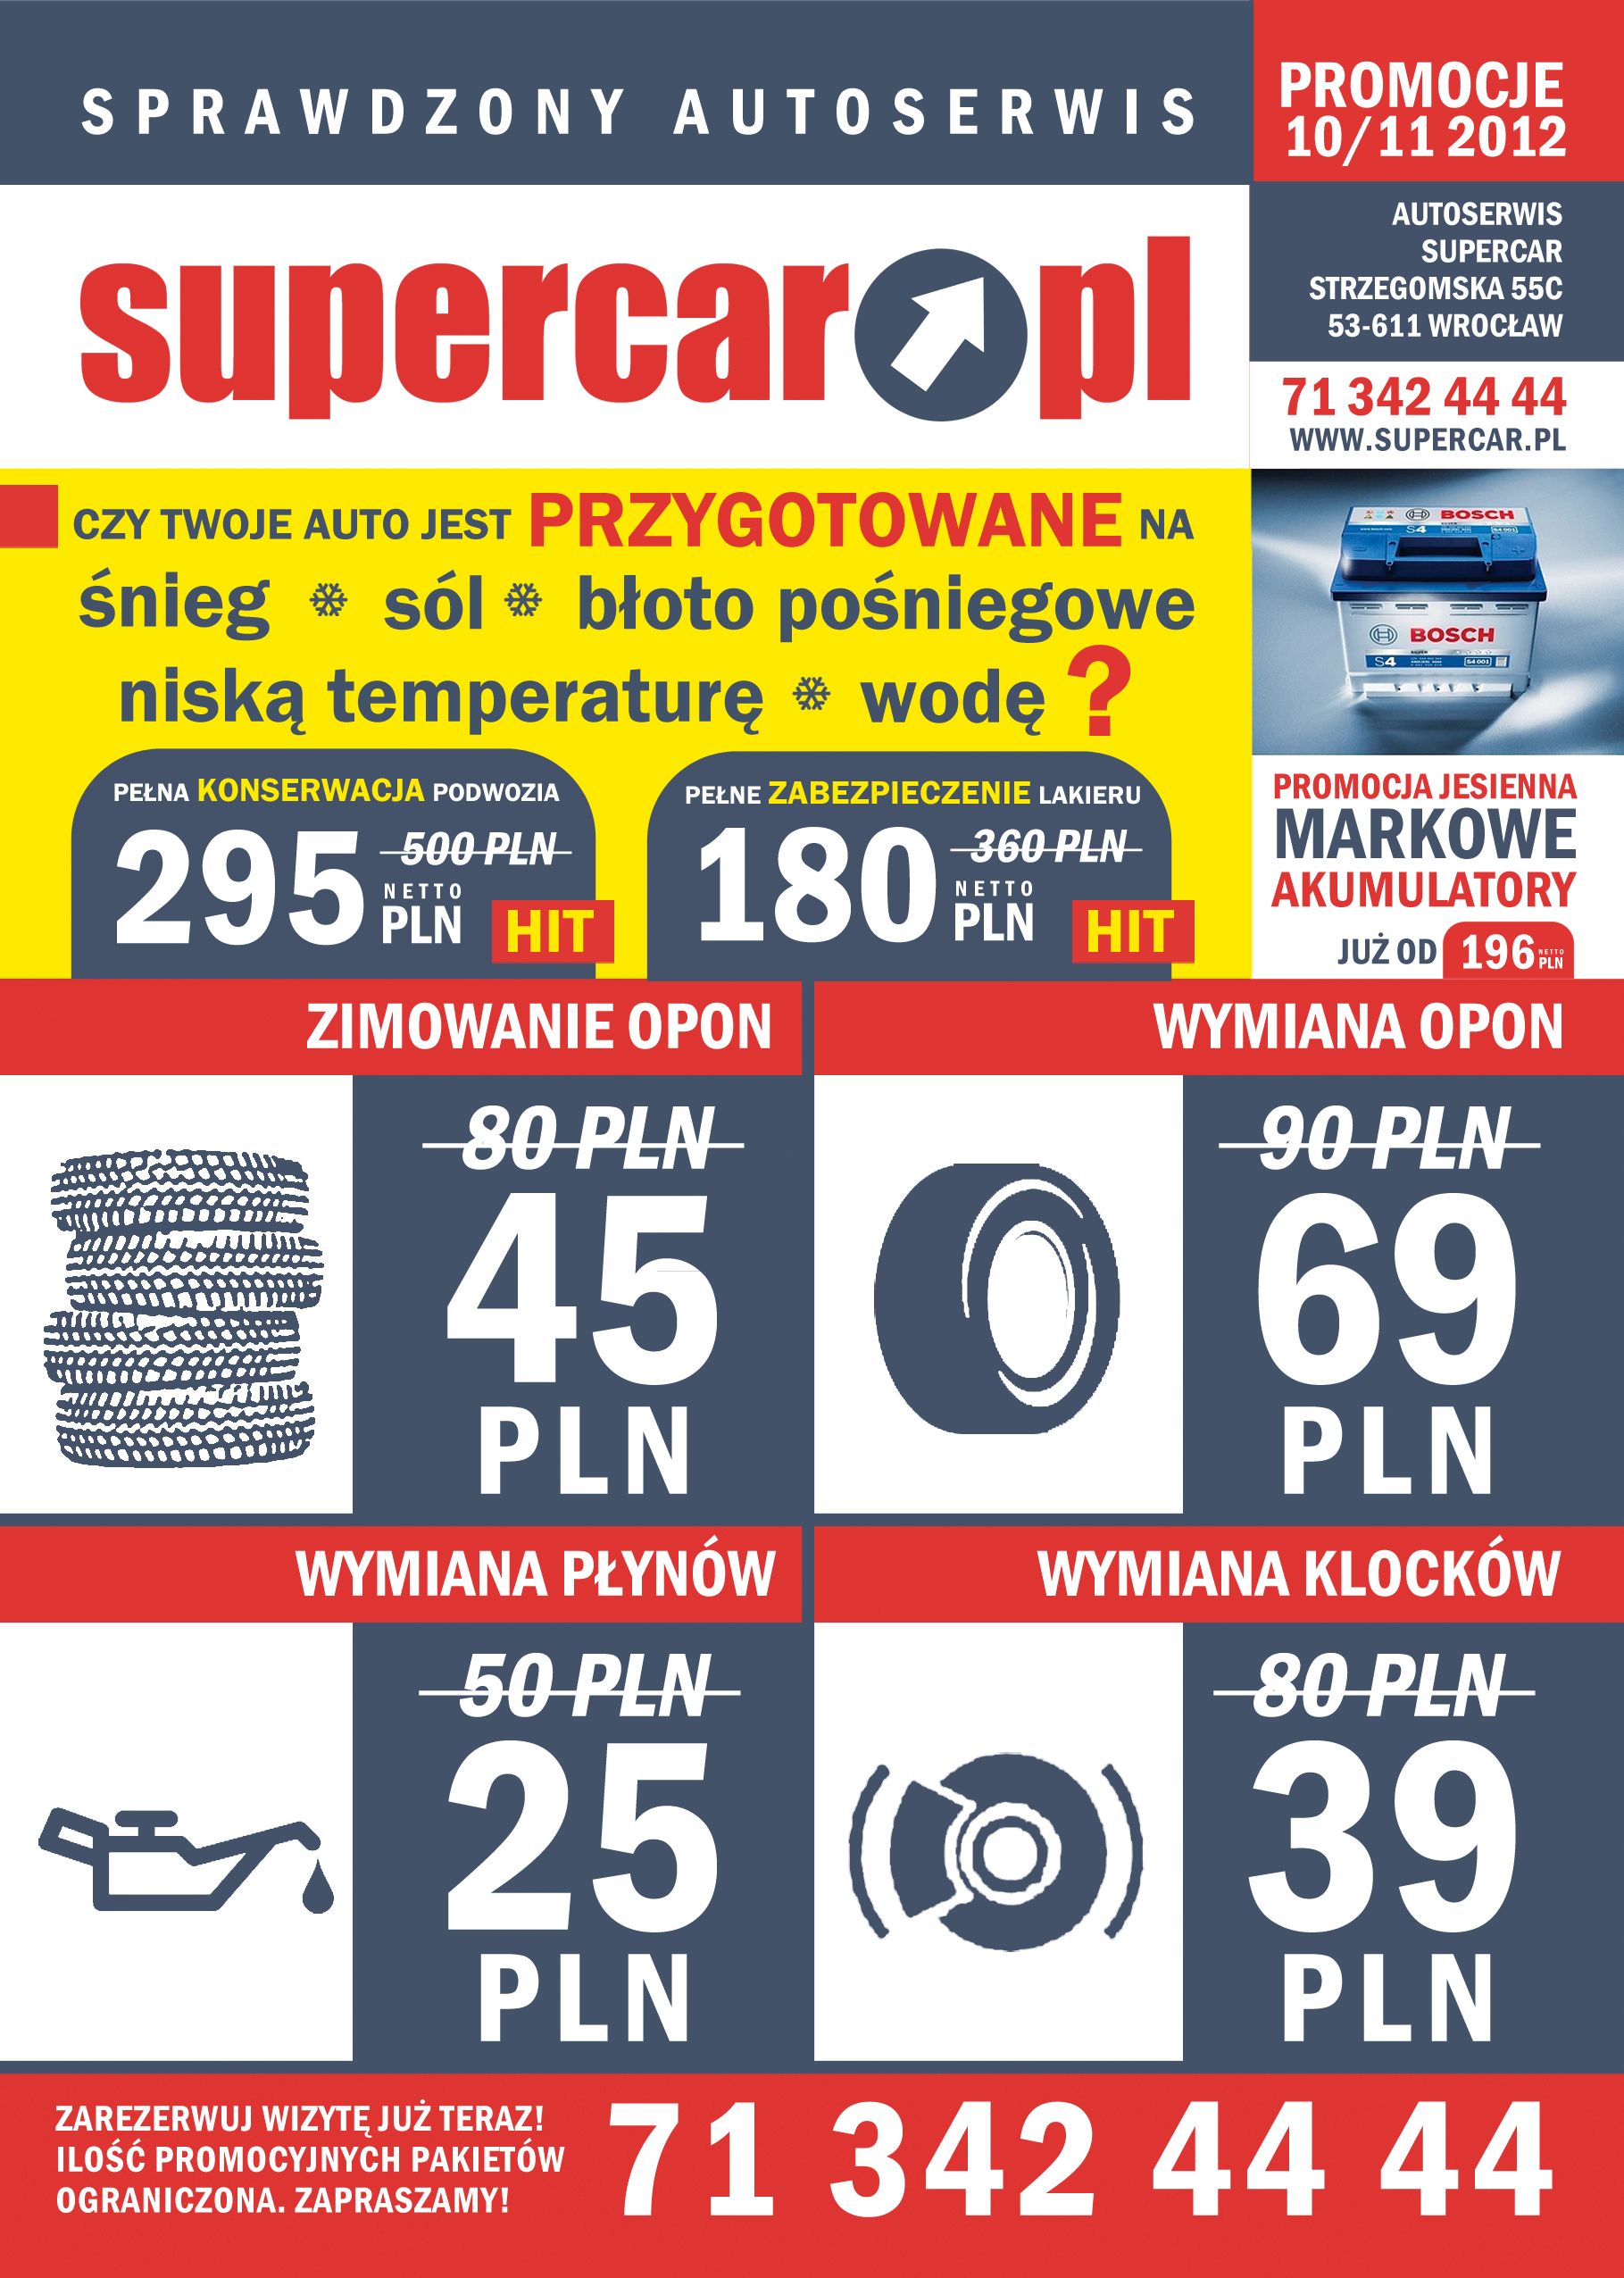 SPRAWDZONY AUTOSERWIS
PROMOCJE
10/11 2012
supercar pl
AUTOSERWIS
SUPERCAR
STRZEGOMSKA 55C
53-611 WROCŁAW
71 342 44 44
WWW.SUPERCAR.PL
CZY TWOJE AUTO JEST PRZYGOTOWANE NA
śnieg ❄ sól ❄ błoto pośniegowe
niską temperaturę ❄ wodę ?
BOSCH
S4
S4 001
BOSCH
S4
S4 001
PEŁNA KONSERWACJA PODWOZIA
295
500 PLN
NETTO
PLN
HIT
PEŁNE ZABEZPIECZENIE LAKIERU
180
360 PLN
NETTO
PLN
HIT
PROMOCJA JESIENNA
MARKOWE
AKUMULATORY
JUŻ OD 196 NETTO PLN
ZIMOWANIE OPON
80 PLN
45
PLN
WYMIANA OPON
90 PLN
69
PLN
WYMIANA PŁYNÓW
50 PLN
25
PLN
WYMIANA KLOCKÓW
80 PLN
39
PLN
ZAREZERWUJ WIZYTĘ JUŻ TERAZ!
ILOŚĆ PROMOCYJNYCH PAKIETÓW
OGRANICZONA. ZAPRASZAMY!
71 342 44 44